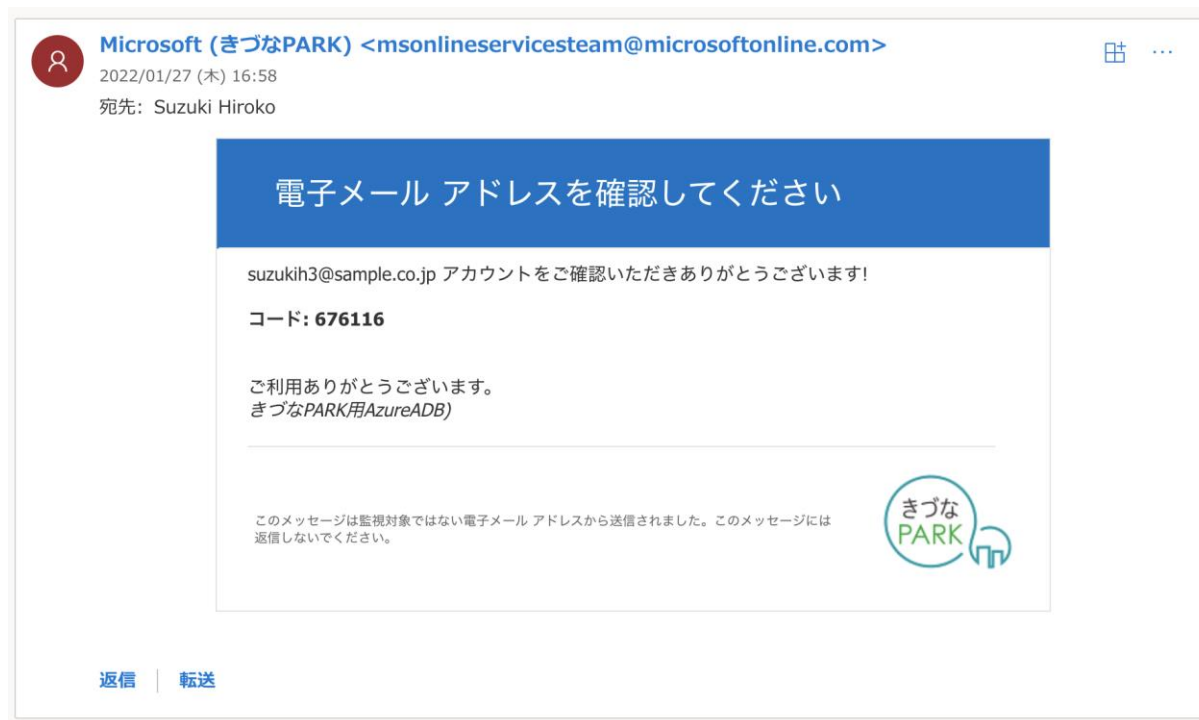 Microsoft (きづなPARK) <msonlineservicesteam@microsoftonline.com>
2022/01/27 (木) 16:58
宛先: Suzuki Hiroko
電子メール アドレスを確認してください
suzukih3@sample.co.jp アカウントをご確認いただきありがとうございます!
コード: 676116
ご利用ありがとうございます。
きづなPARK用AzureADB)
このメッセージは監視対象ではない電子メール アドレスから送信されました。このメッセージには
返信しないでください。
きづな
PARK
返信 | 転送